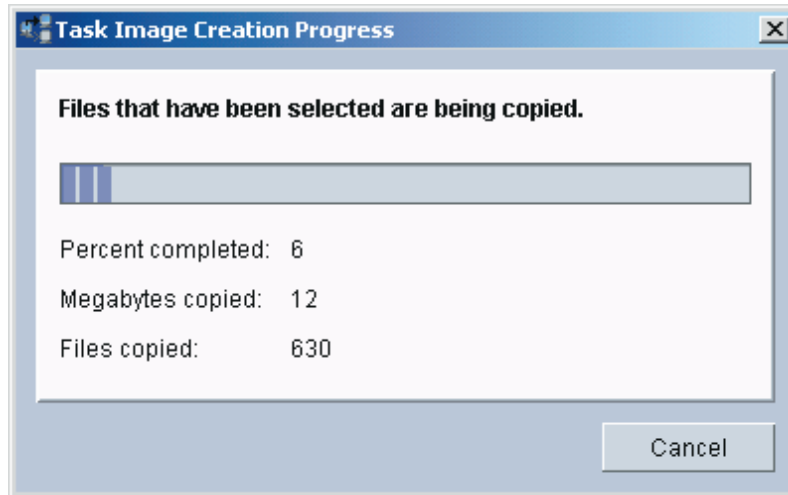 Task Image Creation Progress
Files that have been selected are being copied.
Percent completed: 6
Megabytes copied: 12
Files copied: 630
Cancel